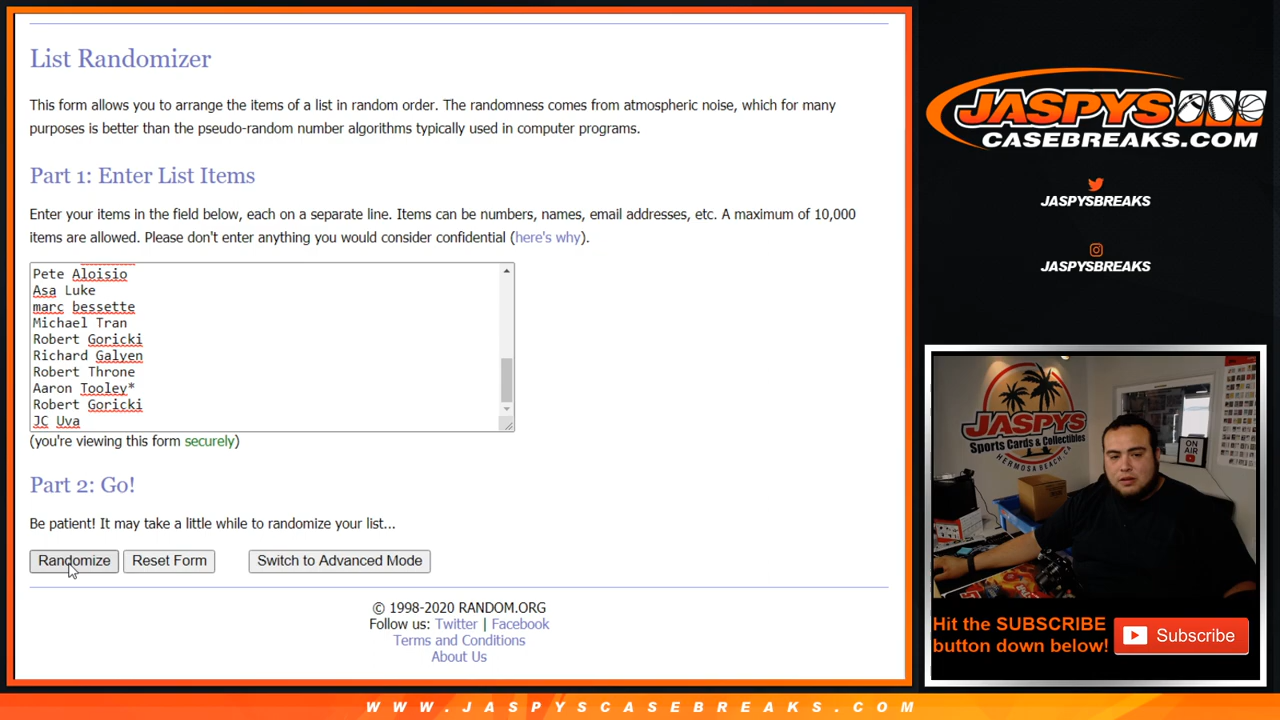 List Randomizer
This form allows you to arrange the items of a list in random order. The randomness comes from atmospheric noise, which for many
purposes is better than the pseudo-random number algorithms typically used in computer programs.
Part 1: Enter List Items
Enter your items in the field below, each on a separate line. Items can be numbers, names, email addresses, etc. A maximum of 10,000
items are allowed. Please don't enter anything you would consider confidential (here's why).
Pete Aloisio
Asa Luke
marc bessette
Michael Tran
Robert Goricki
Richard Galyen
Robert Throne
Aaron Tooley*
Robert Goricki
JC Uva
(you're viewing this form securely)
Part 2: Go!
Be patient! It may take a little while to randomize your list...
Randomize
Reset Form
Switch to Advanced Mode
© 1998-2020 RANDOM.ORG
Follow us: Twitter | Facebook
Terms and Conditions
About Us
JASPYS
CASEBREAKS.COM
JASPYSBREAKS
JASPYSBREAKS
JASPYS
Sports Cards & Collectibles
HERMOSA BEACH, CA
ON
AIR
Hit the SUBSCRIBE
button down below!
Subscribe
WWW.JASPYSCASEBREAKS.COM